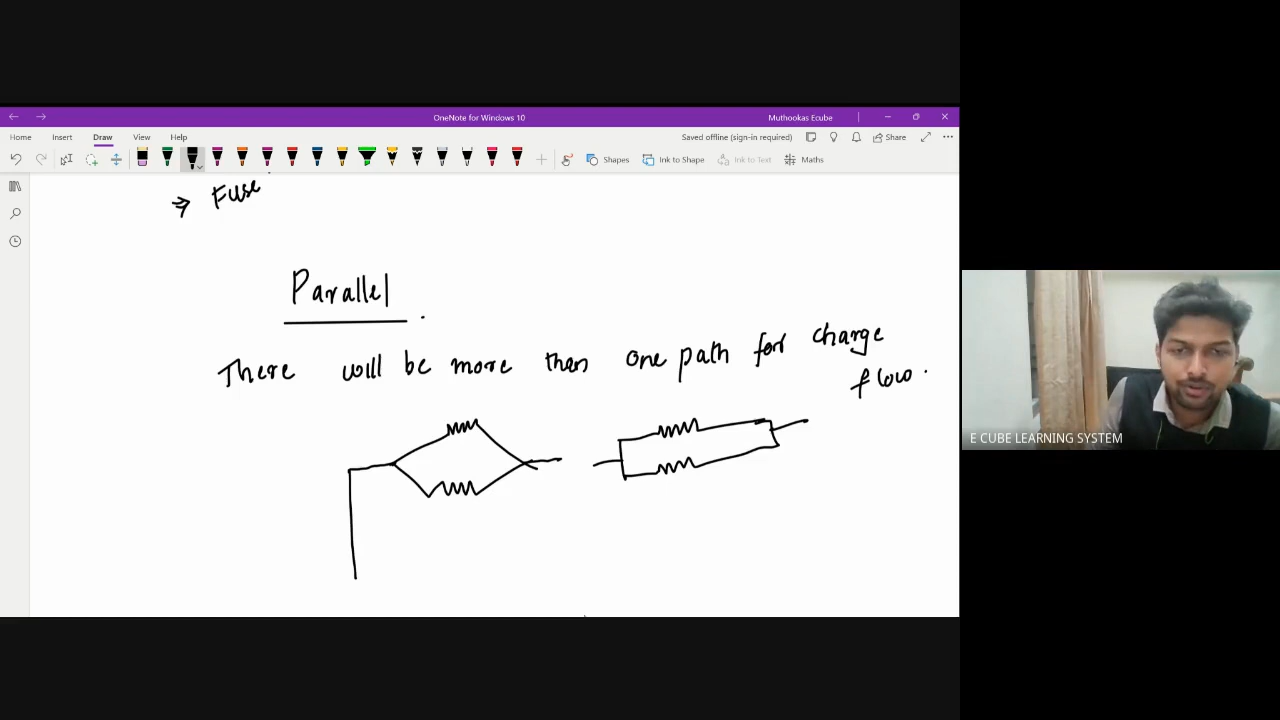 OneNote for Windows 10
Muthookas Ecube
Home Insert Draw View Help
Saved offline (sign-in required) Share
Shapes Ink to Shape Ink to Text Maths
⇒ Fuse
Parallel.
There will be more than one path for charge
flow.
E CUBE LEARNING SYSTEM